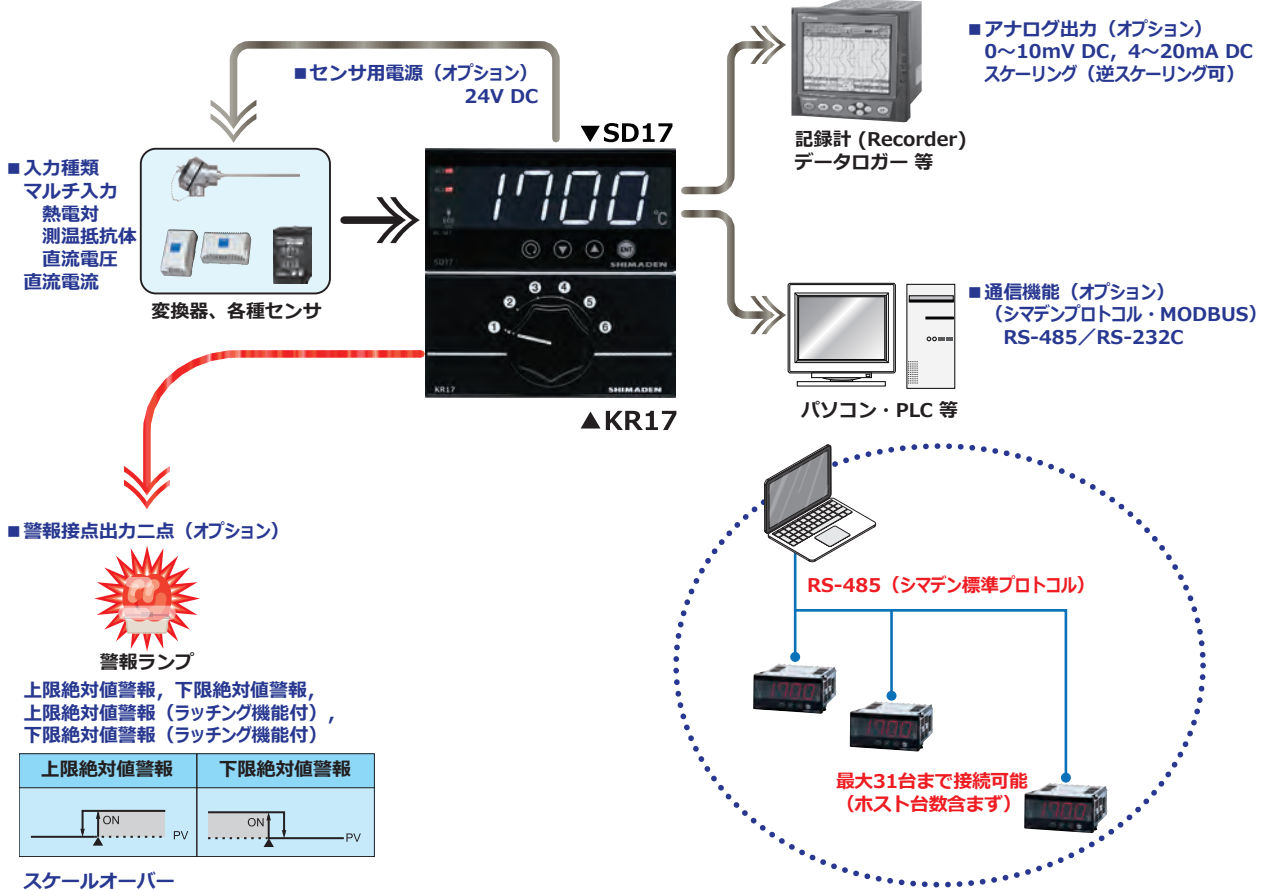 ■センサ用電源（オプション）
24V DC
■アナログ出力（オプション）
0～10mV DC，4～20mA DC
スケーリング（逆スケーリング可）
記録計 (Recorder)
データロガー 等
■入力種類
マルチ入力
熱電対
測温抵抗体
直流電圧
直流電流
変換器、各種センサ
▼SD17
1700
℃
ENT
SD17
SHIMADEN
1
2
3
4
5
6
KR17
SHIMADEN
▲KR17
■通信機能（オプション）
（シマデンプロトコル・MODBUS）
RS-485／RS-232C
パソコン・PLC 等
■警報接点出力二点（オプション）
警報ランプ
上限絶対値警報，下限絶対値警報，
上限絶対値警報（ラッチング機能付），
下限絶対値警報（ラッチング機能付）
上限絶対値警報 下限絶対値警報
ON PV ON PV
スケールオーバー
RS-485（シマデン標準プロトコル）
1700
1700
最大31台まで接続可能
（ホスト台数含まず）
1700